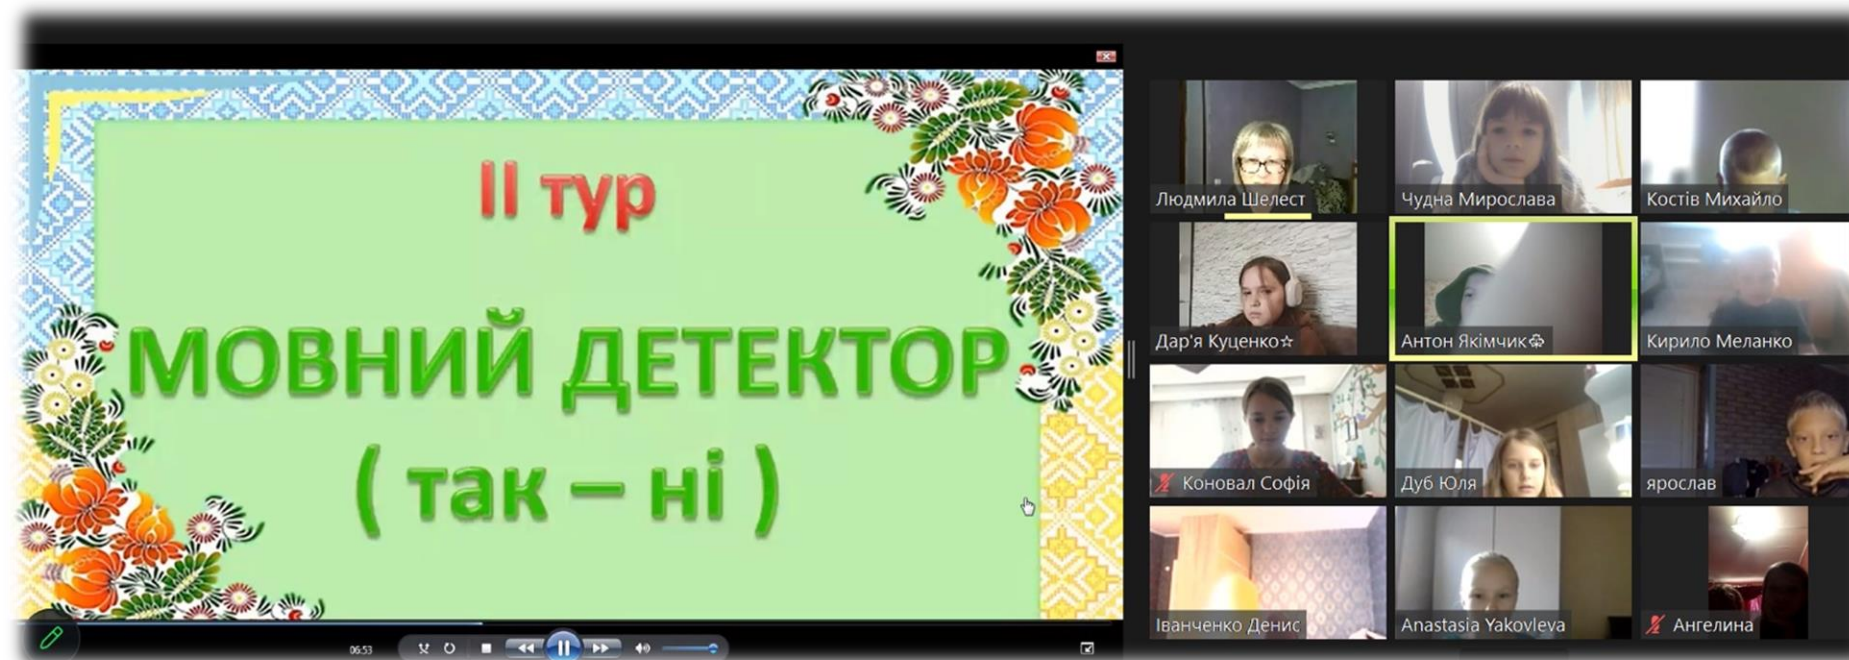 II тур
МОВНИЙ ДЕТЕКТОР
( так – ні )
06:53
Людмила Шелест
Чудна Мирослава
Костів Михайло
Дар'я Куценко☆
Антон Якімчик♧
Кирило Меланко
Коновал Софія
Дуб Юля
ярослав
Іванченко Денис
Anastasia Yakovleva
Ангелина